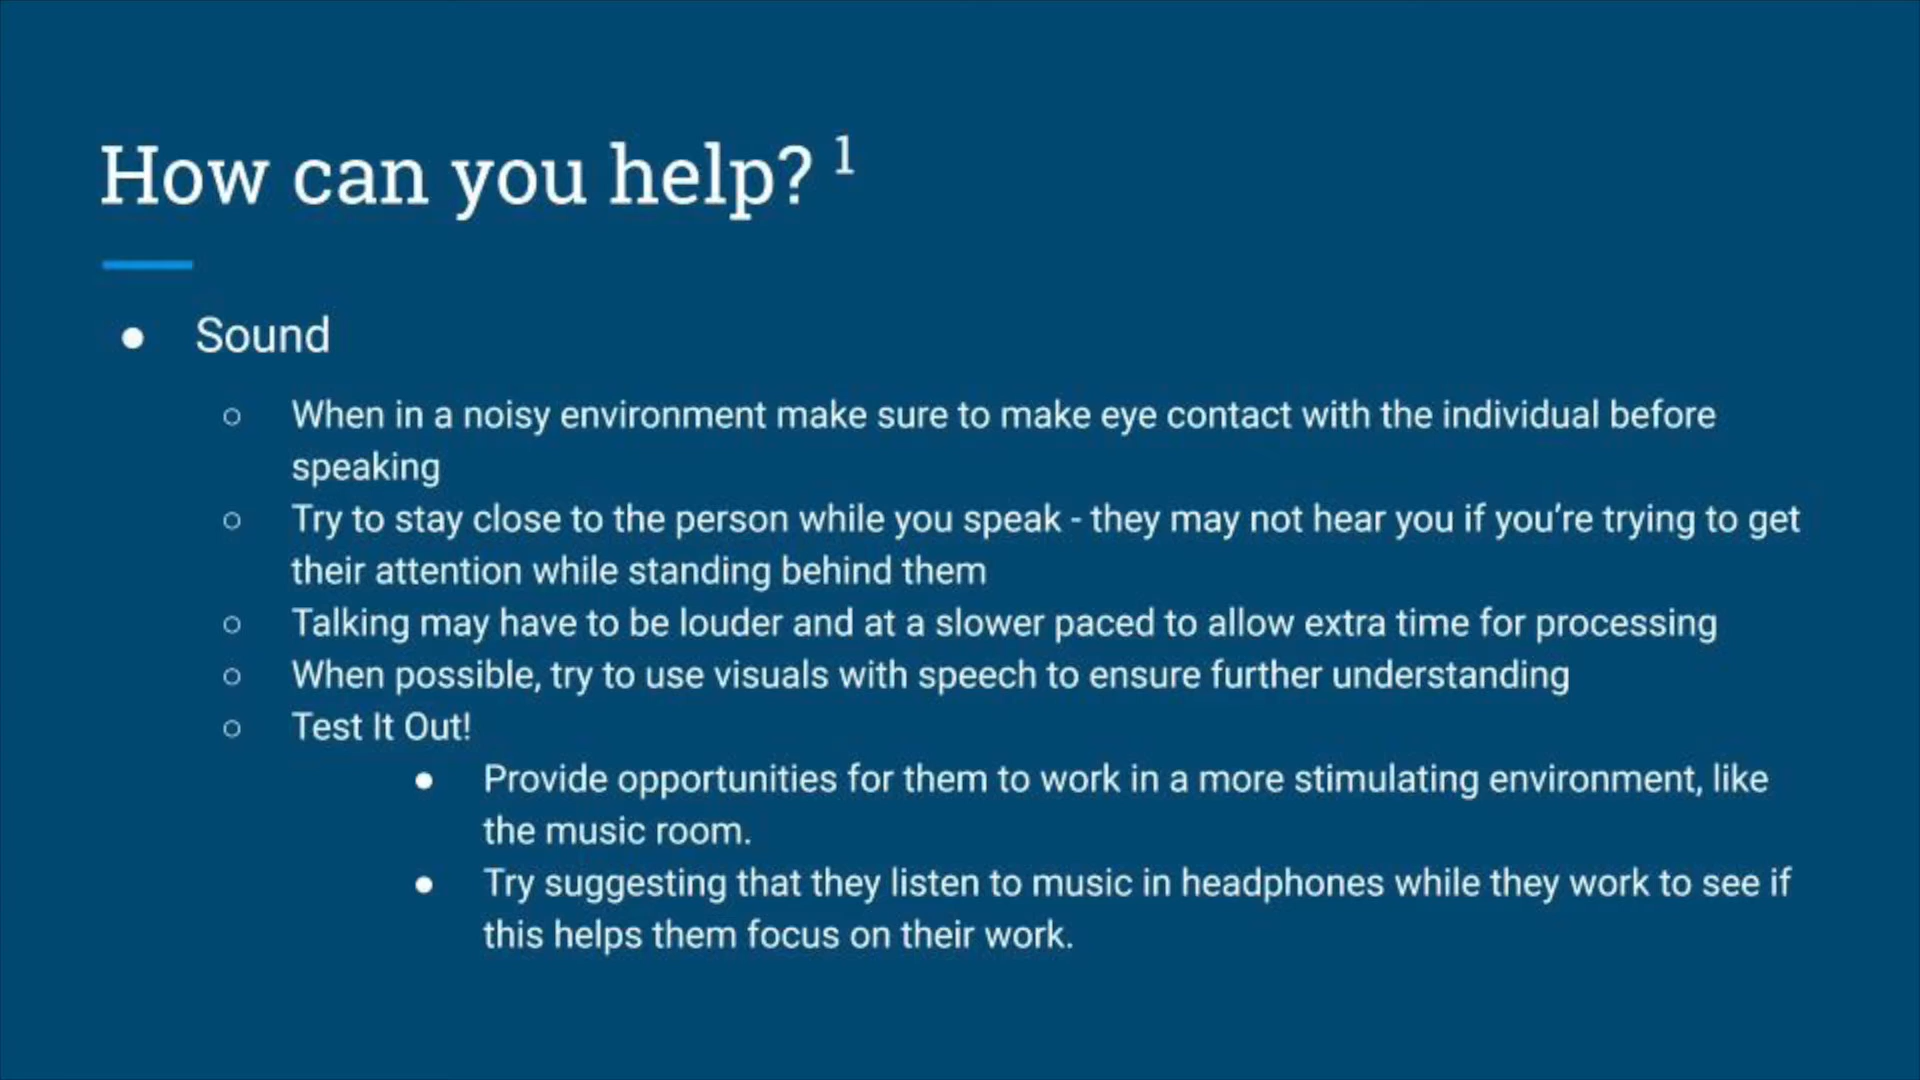 How can you help? 1
● Sound
○ When in a noisy environment make sure to make eye contact with the individual before
speaking
○ Try to stay close to the person while you speak - they may not hear you if you’re trying to get
their attention while standing behind them
○ Talking may have to be louder and at a slower paced to allow extra time for processing
○ When possible, try to use visuals with speech to ensure further understanding
○ Test It Out!
● Provide opportunities for them to work in a more stimulating environment, like
the music room.
● Try suggesting that they listen to music in headphones while they work to see if
this helps them focus on their work.